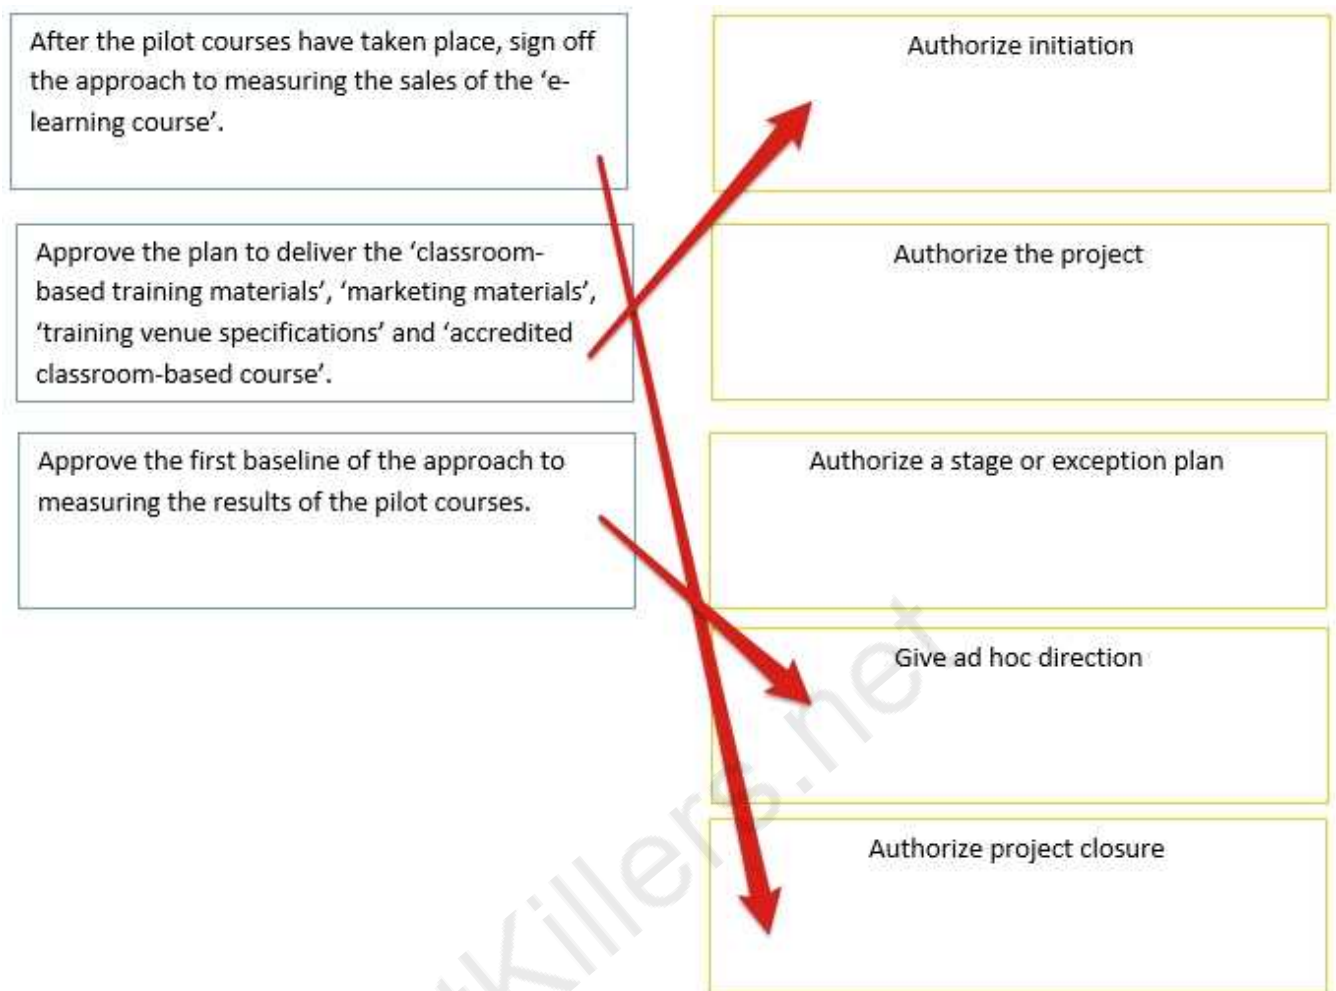 After the pilot courses have taken place, sign off
the approach to measuring the sales of the ‘e-
learning course’.
Approve the plan to deliver the ‘classroom-
based training materials’, ‘marketing materials’,
‘training venue specifications’ and ‘accredited
classroom-based course’.
Approve the first baseline of the approach to
measuring the results of the pilot courses.
Authorize initiation
Authorize the project
Authorize a stage or exception plan
Give ad hoc direction
Authorize project closure
tKillers.net